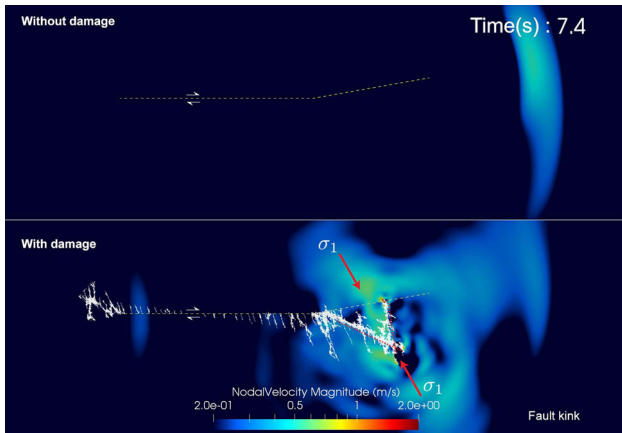 Without damage
Time(s) : 7.4
With damage
σ₁
σ₁
NodalVelocity Magnitude (m/s)
2.0e-01 0.5 1 2.0e+00
Fault kink